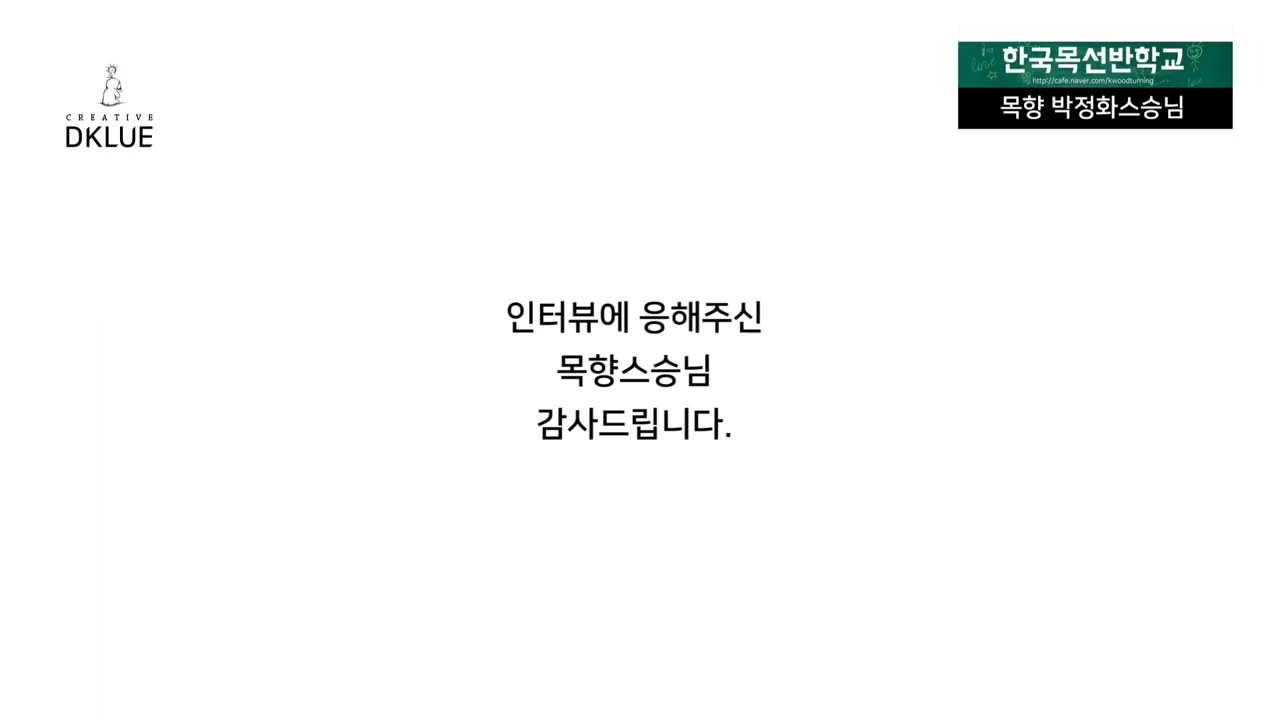 CREATIVE
DKLUE
한국목선반학교
http://cafe.naver.com/kwoodturning
목향 박정화스승님
인터뷰에 응해주신
목향스승님
감사드립니다.